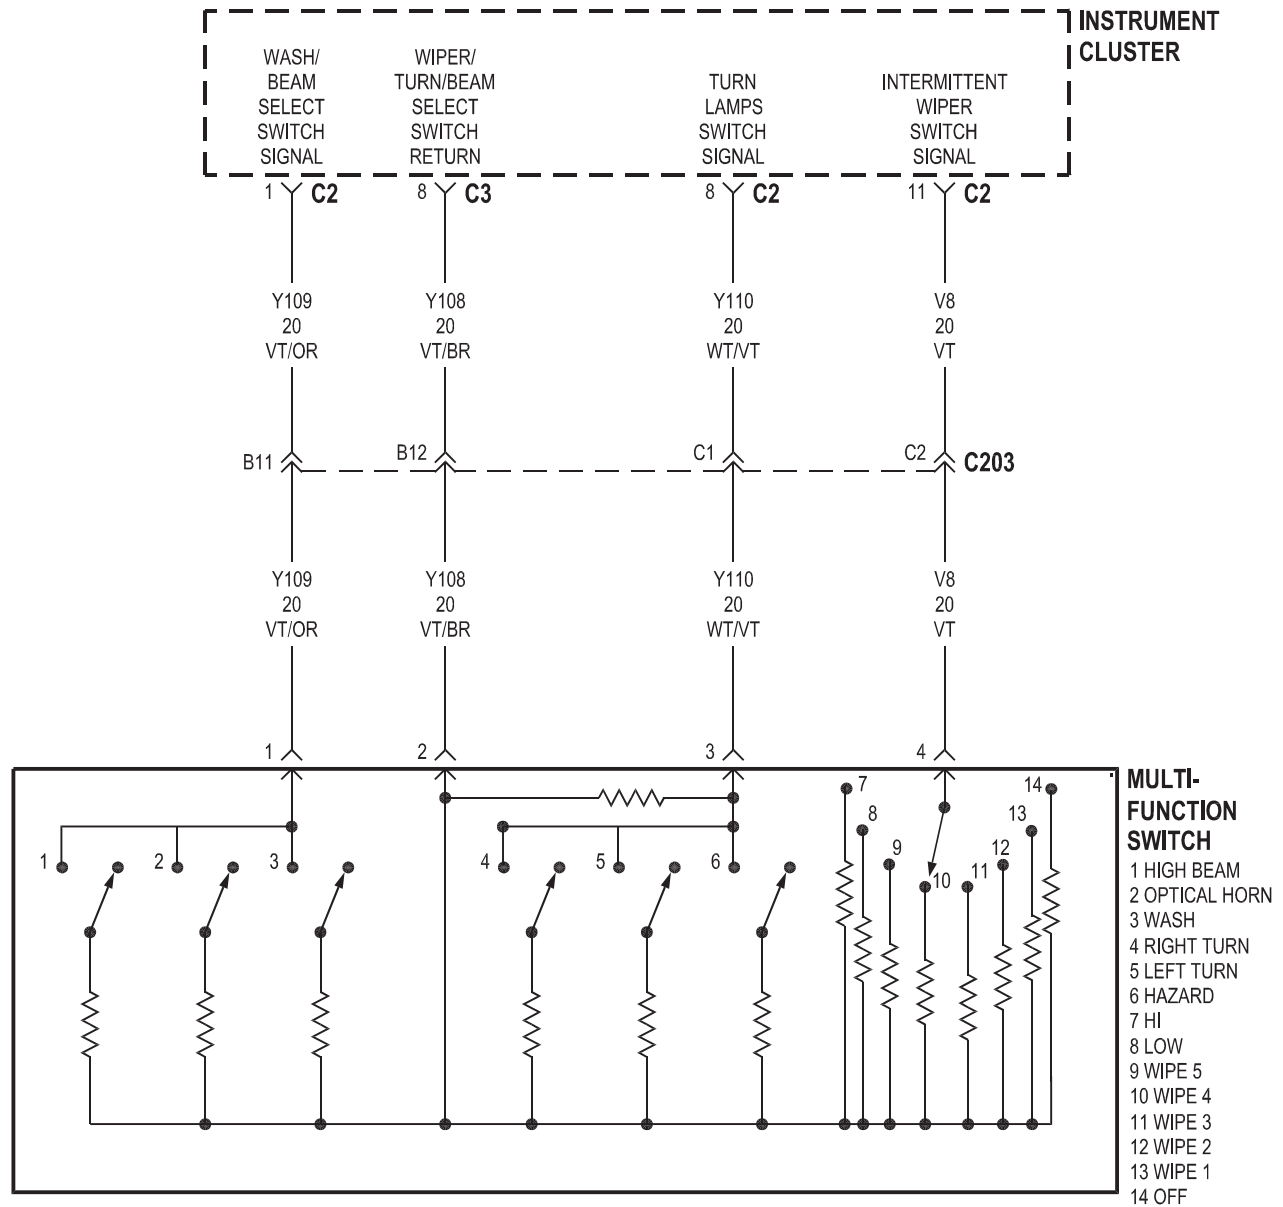 INSTRUMENT
CLUSTER
WASH/
BEAM
SELECT
SWITCH
SIGNAL
WIPER/
TURN/BEAM
SELECT
SWITCH
RETURN
TURN
LAMPS
SWITCH
SIGNAL
INTERMITTENT
WIPER
SWITCH
SIGNAL
1 C2
8 C3
8 C2
11 C2
Y109
20
VT/OR
Y108
20
VT/BR
Y110
20
WT/VT
V8
20
VT
B11
B12
C1
C2
C203
Y109
20
VT/OR
Y108
20
VT/BR
Y110
20
WT/VT
V8
20
VT
1
2
3
4
1
2
3
4
5
6
7
8
9
10
11
12
13
14
MULTI-
FUNCTION
SWITCH
1 HIGH BEAM
2 OPTICAL HORN
3 WASH
4 RIGHT TURN
5 LEFT TURN
6 HAZARD
7 HI
8 LOW
9 WIPE 5
10 WIPE 4
11 WIPE 3
12 WIPE 2
13 WIPE 1
14 OFF